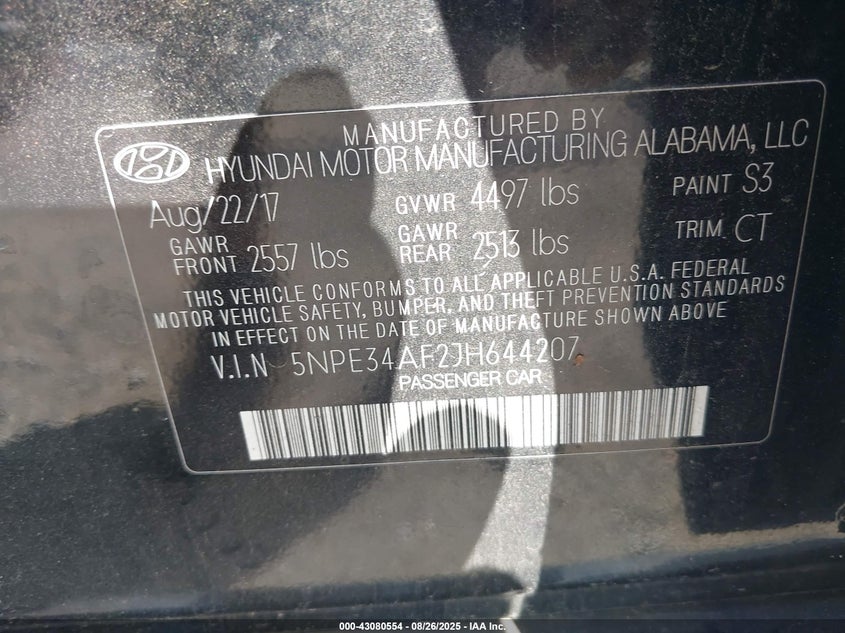 MANUFACTURED BY
HYUNDAI MOTOR MANUFACTURING ALABAMA, LLC
Aug/22/17 GVWR 4497 lbs PAINT S3
GAWR FRONT 2557 lbs GAWR REAR 2513 lbs TRIM CT
THIS VEHICLE CONFORMS TO ALL APPLICABLE U.S.A. FEDERAL
MOTOR VEHICLE SAFETY, BUMPER, AND THEFT PREVENTION STANDARDS
IN EFFECT ON THE DATE OF MANUFACTURE SHOWN ABOVE
V.I.N 5NPE34AF2JH644207
PASSENGER CAR
000-43080554 - 08/26/2025 - IAA Inc.